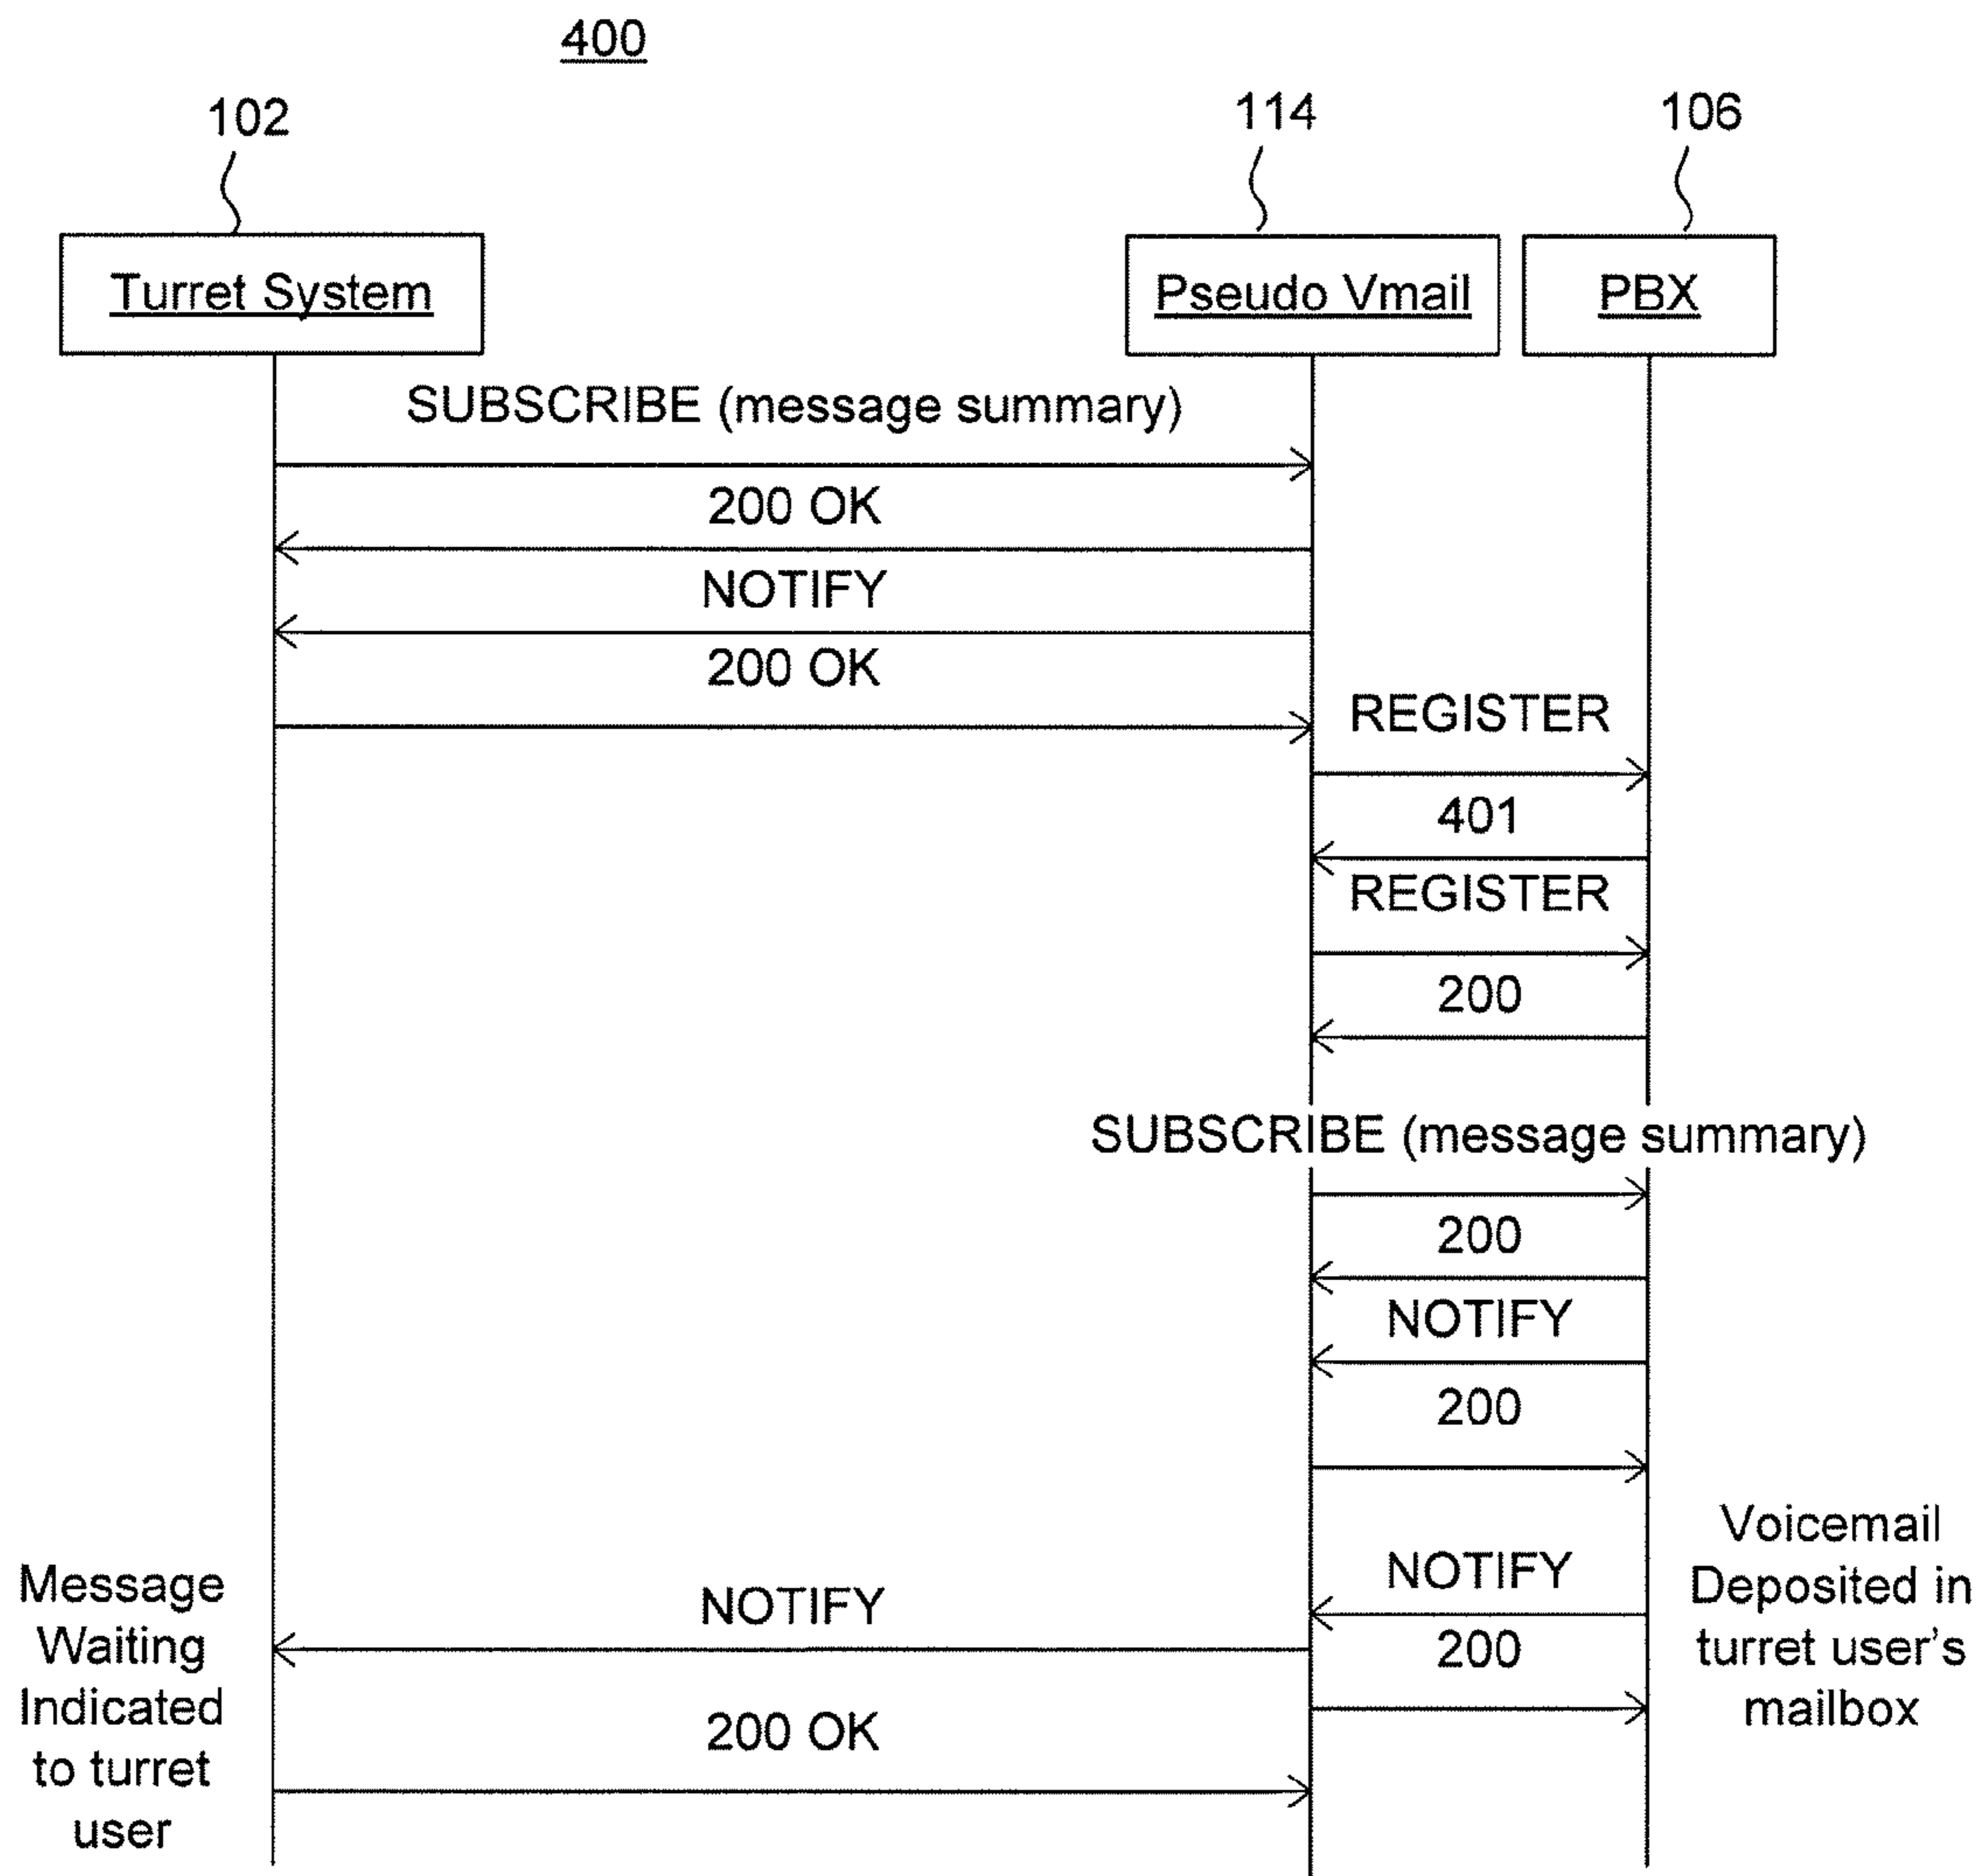 400
102
114
106
Turret System
Pseudo Vmail
PBX
SUBSCRIBE (message summary)
200 OK
NOTIFY
200 OK
REGISTER
401
REGISTER
200
SUBSCRIBE (message summary)
200
NOTIFY
200
Voicemail
Deposited in
turret user's
mailbox
NOTIFY
200
NOTIFY
200 OK
Message
Waiting
Indicated
to turret
user